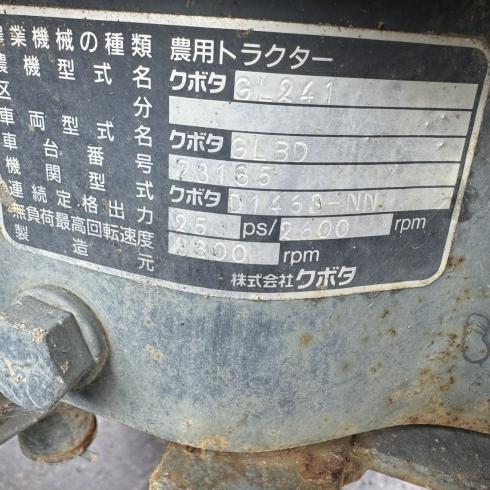 農業機械の種類 農用トラクター
農機型式名 クボタ GL241
区分
車両型式名 クボタ GLBD
車台番号 73185
機関型式 クボタ D1463-NN
連続定格出力 25 ps/2600 rpm
無負荷最高回転速度 2800 rpm
製造元 株式会社クボタ